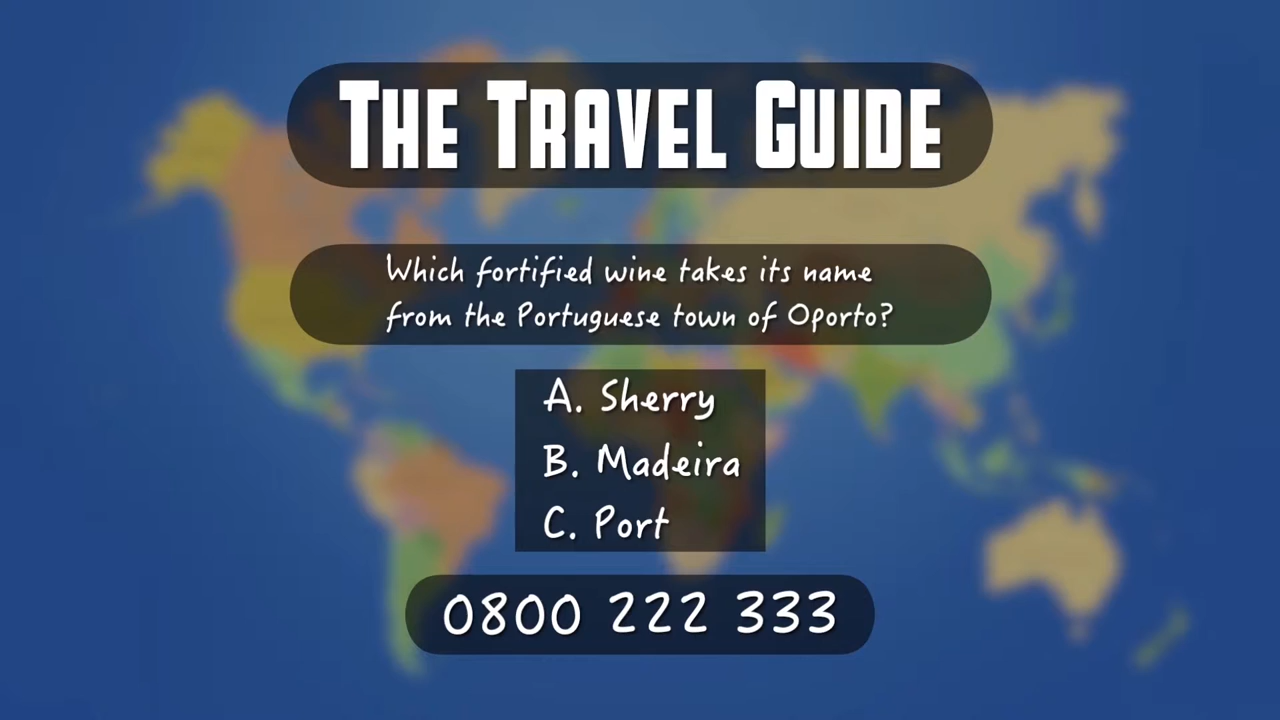 THE TRAVEL GUIDE
Which fortified wine takes its name
from the Portuguese town of Oporto?
A. Sherry
B. Madeira
C. Port
0800 222 333